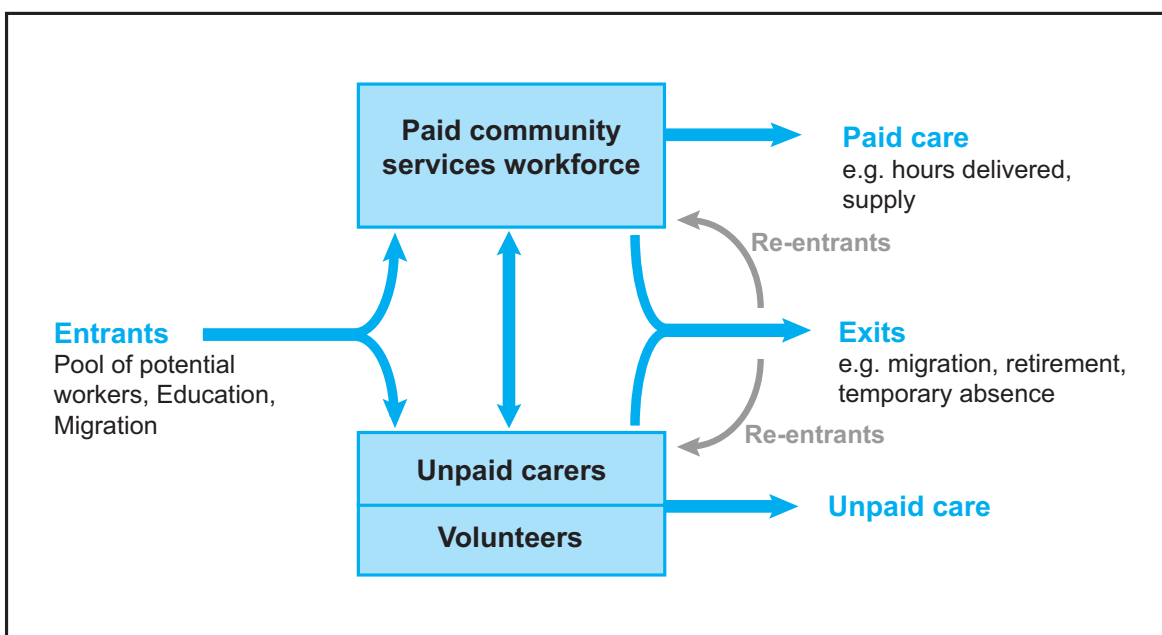 Paid community
services workforce
Paid care
e.g. hours delivered,
supply
Re-entrants
Entrants
Pool of potential
workers, Education,
Migration
Exits
e.g. migration, retirement,
temporary absence
Re-entrants
Unpaid carers
Volunteers
Unpaid care